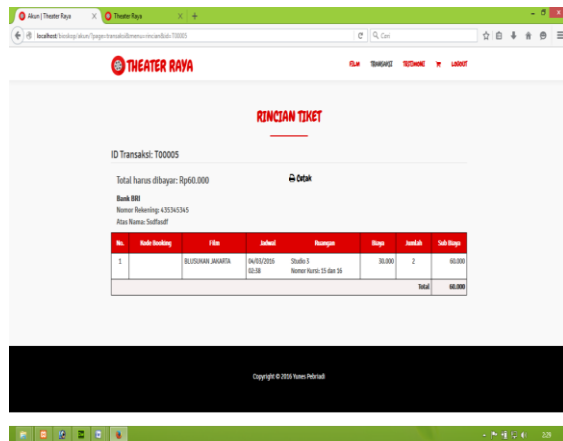 Akun | Theater Raya
Theater Raya
localhost/bioskop/akun/?page=transaksi&menu=rincian&id=T00005
Cari
THEATER RAYA
FILM TRANSAKSI TESTIMONI LOGOUT
RINCIAN TIKET
ID Transaksi: T00005
Total harus dibayar: Rp60.000
Cetak
Bank BRI
Nomor Rekening: 435345345
Atas Nama:
No. Kode Booking Film Jadwal Ruangan Biaya Jumlah Sub Biaya
1 BLUSUKAN JAKARTA 04/03/2016 Studio 3 30.000 2 60.000
02:38 Nomor Kursi: 15 dan 16
Total 60.000
Copyright © 2016 Yunes Pebriadi
2:29